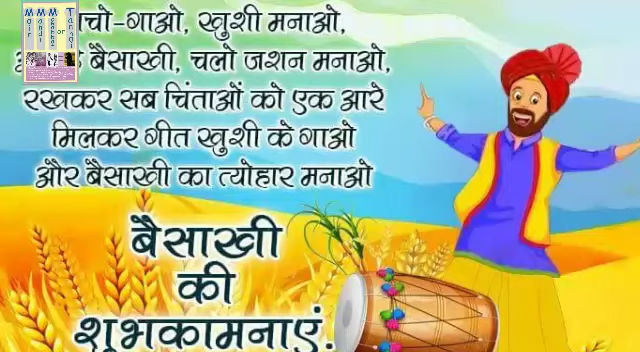 गाओ, खुशी मनाओ,
बैसाखी, चलो जशन मनाओ,
रखकर सब चिंताओं को एक आरे
मिलकर गीत खुशी के गाओ
और बैसाखी का त्योहार मनाओ
बैसाखी
की
शुभकामनाएं.